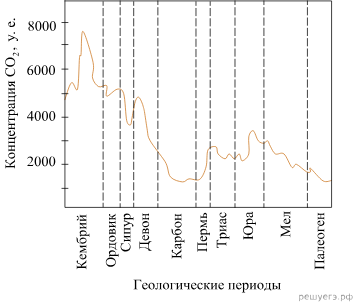 Концентрация CO₂, у. е.
8000
6000
4000
2000
Кембрий
Ордовик
Сипур
Девон
Карбон
Пермь
Триас
Юра
Мел
Палеоген
Геологические периоды
решуегэ.рф